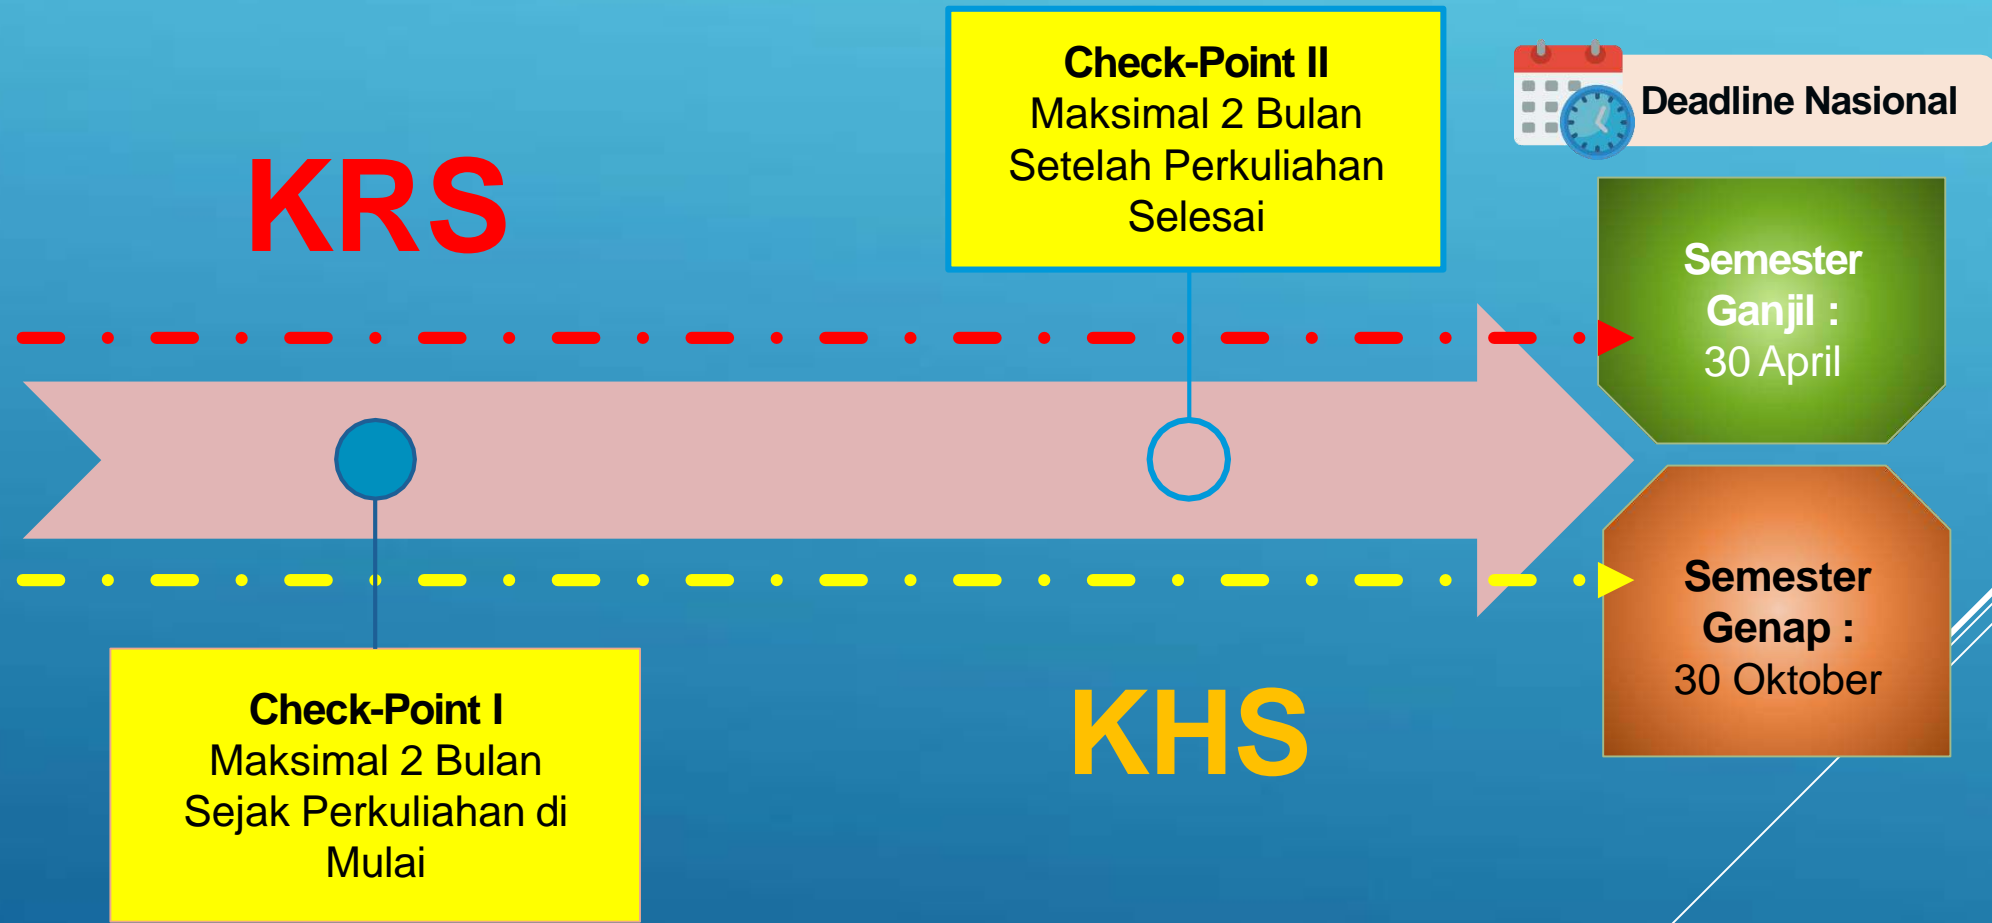 KRS
Check-Point II
Maksimal 2 Bulan
Setelah Perkuliahan
Selesai
Deadline Nasional
Semester
Ganjil :
30 April
Semester
Genap :
30 Oktober
Check-Point I
Maksimal 2 Bulan
Sejak Perkuliahan di
Mulai
KHS